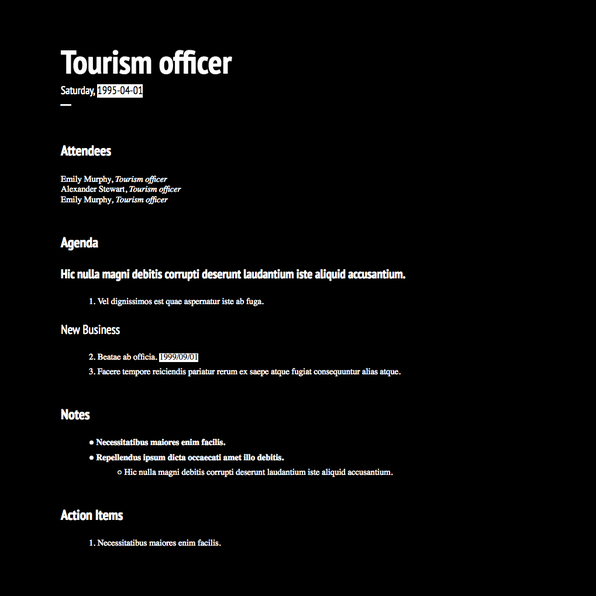 Tourism officer
Saturday, 1995-04-01
Attendees
Emily Murphy, Tourism officer
Alexander Stewart, Tourism officer
Emily Murphy, Tourism officer
Agenda
Hic nulla magni debitis corrupti deserunt laudantium iste aliquid accusantium.
1. Vel dignissimos est quae aspernatur iste ab fuga.
New Business
2. Beatae ab officia. 1999/09/01
3. Facere tempore reiciendis pariatur rerum ex saepe atque fugiat consequuntur alias atque.
Notes
● Necessitatibus maiores enim facilis.
● Repellendus ipsum dicta occaecati amet illo debitis.
○ Hic nulla magni debitis corrupti deserunt laudantium iste aliquid accusantium.
Action Items
1. Necessitatibus maiores enim facilis.